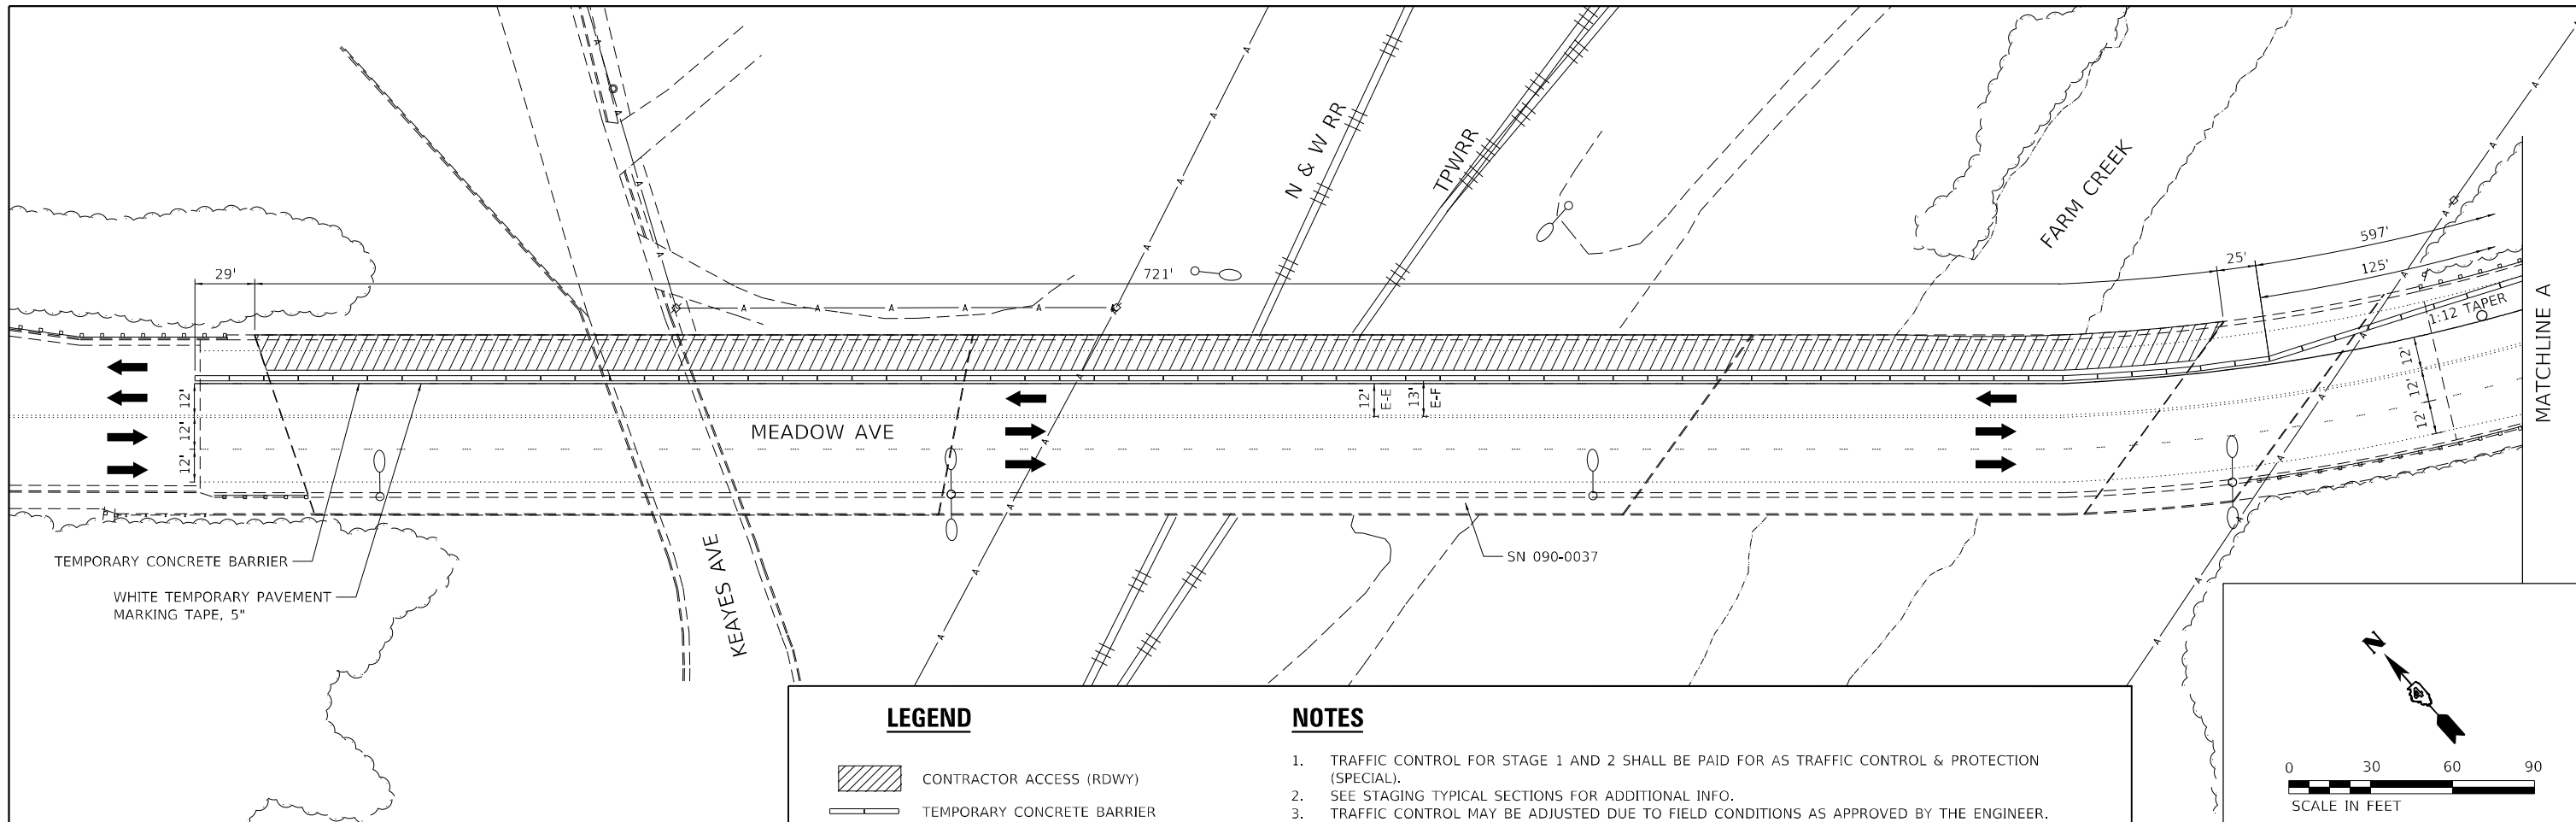 N & W RR
TPWRR
FARM CREEK
29'
721'
25'
597'
125'
1:12 TAPER
MATCHLINE A
12'
12'
12'
12'
E-E
13'
E-F
12'
12'
12'
MEADOW AVE
KEAYES AVE
TEMPORARY CONCRETE BARRIER
WHITE TEMPORARY PAVEMENT
MARKING TAPE, 5"
SN 090-0037
A A A A A A
A A A A A
A A A A A A A A
A A A A A A A A
N
0 30 60 90
SCALE IN FEET
LEGEND
CONTRACTOR ACCESS (RDWY)
TEMPORARY CONCRETE BARRIER
NOTES
1. TRAFFIC CONTROL FOR STAGE 1 AND 2 SHALL BE PAID FOR AS TRAFFIC CONTROL & PROTECTION
(SPECIAL).
2. SEE STAGING TYPICAL SECTIONS FOR ADDITIONAL INFO.
3. TRAFFIC CONTROL MAY BE ADJUSTED DUE TO FIELD CONDITIONS AS APPROVED BY THE ENGINEER.